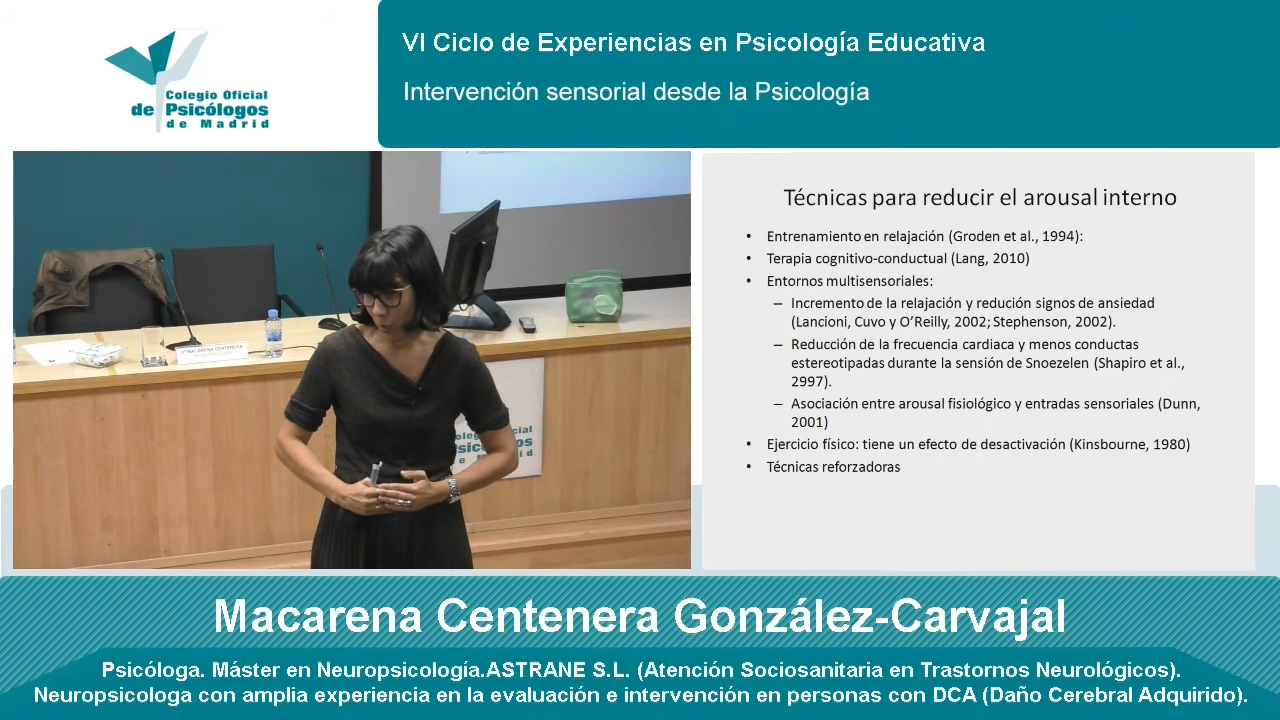 VI Ciclo de Experiencias en Psicología Educativa
Colegio Oficial
de Psicólogos
de Madrid
Intervención sensorial desde la Psicología
Dª MACARENA CENTENERA
Psicólogos
e Madrid
Técnicas para reducir el arousal interno
• Entrenamiento en relajación (Groden et al., 1994):
• Terapia cognitivo-conductual (Lang, 2010)
• Entornos multisensoriales:
– Incremento de la relajación y redución signos de ansiedad
(Lancioni, Cuvo y O’Reilly, 2002; Stephenson, 2002).
– Reducción de la frecuencia cardiaca y menos conductas
estereotipadas durante la sensión de Snoezelen (Shapiro et al.,
2997).
– Asociación entre arousal fisiológico y entradas sensoriales (Dunn,
2001)
• Ejercicio físico: tiene un efecto de desactivación (Kinsbourne, 1980)
• Técnicas reforzadoras
Macarena Centenera González-Carvajal
Psicóloga. Máster en Neuropsicología.ASTRANE S.L. (Atención Sociosanitaria en Trastornos Neurológicos).
Neuropsicologa con amplia experiencia en la evaluación e intervención en personas con DCA (Daño Cerebral Adquirido).